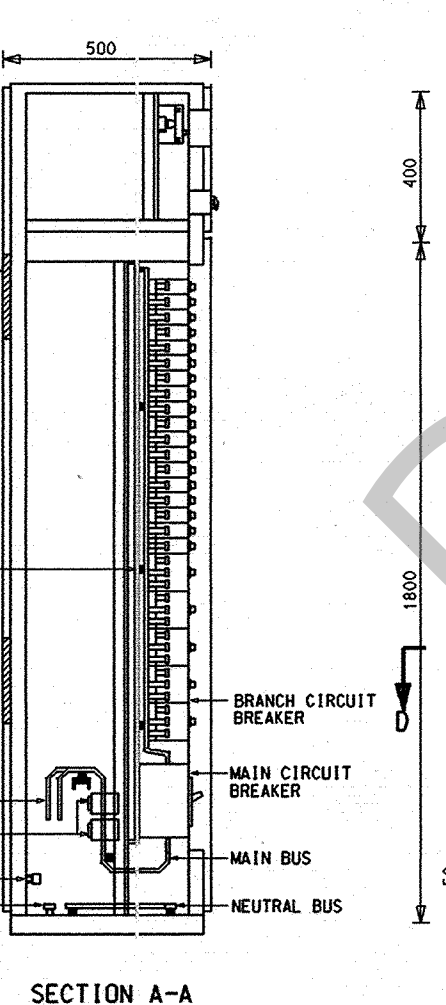 500
400
1800
D
BRANCH CIRCUIT
BREAKER
MAIN CIRCUIT
BREAKER
MAIN BUS
NEUTRAL BUS
SECTION A-A